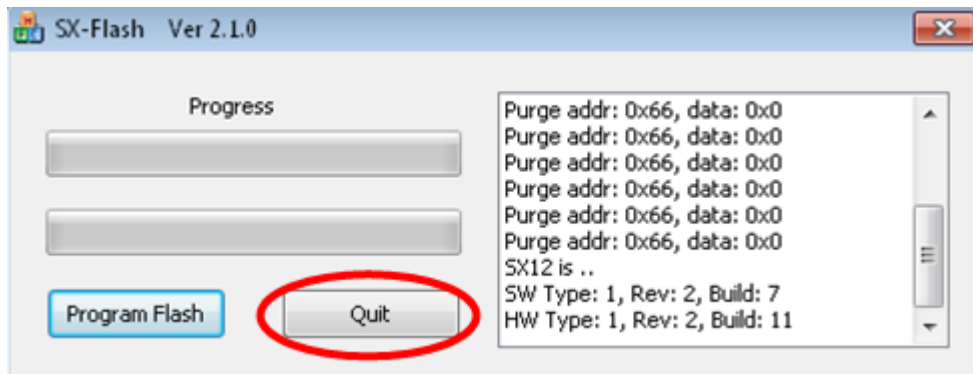 SX-Flash Ver 2.1.0
Progress
Program Flash
Quit
Purge addr: 0x66, data: 0x0
Purge addr: 0x66, data: 0x0
Purge addr: 0x66, data: 0x0
Purge addr: 0x66, data: 0x0
Purge addr: 0x66, data: 0x0
Purge addr: 0x66, data: 0x0
SX12 is ..
SW Type: 1, Rev: 2, Build: 7
HW Type: 1, Rev: 2, Build: 11